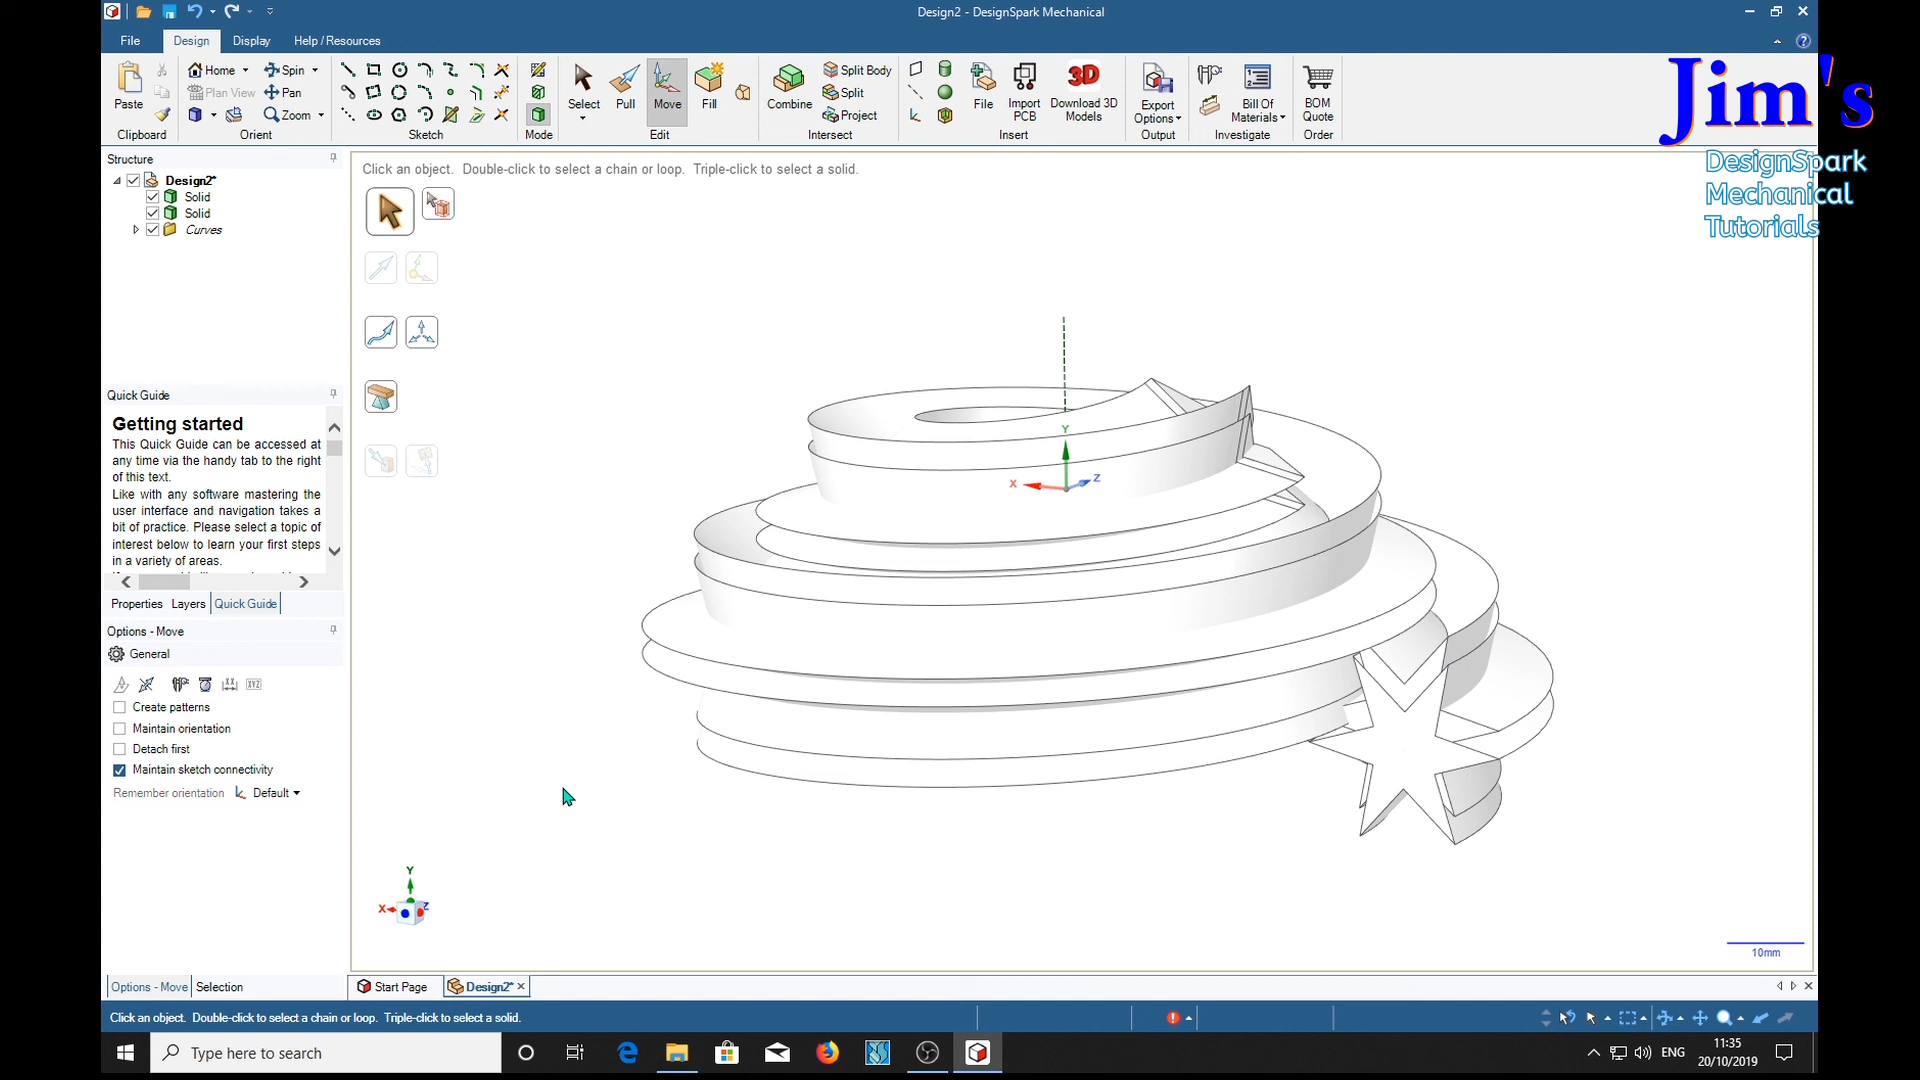 Design2 - DesignSpark Mechanical
File Design Display Help / Resources
Paste
Clipboard
Home
Plan View
Spin
Pan
Zoom
Orient
Sketch
Mode
Select
Pull
Move
Fill
Edit
Combine
Split Body
Split
Project
Intersect
File
Import PCB
Download 3D Models
Insert
3D
Export Options
Output
Bill Of Materials
Investigate
BOM Quote
Order
Jim's
DesignSpark
Mechanical
Tutorials
Structure
Design2*
Solid
Solid
Curves
Click an object. Double-click to select a chain or loop. Triple-click to select a solid.
Quick Guide
Getting started
This Quick Guide can be accessed at
any time via the handy tab to the right
of this text.
Like with any software mastering the
user interface and navigation takes a
bit of practice. Please select a topic of
interest below to learn your first steps
in a variety of areas.
Properties Layers Quick Guide
Options - Move
General
Create patterns
Maintain orientation
Detach first
Maintain sketch connectivity
Remember orientation Default
Y
X
Z
Y
X
Z
10mm
Options - Move Selection
Start Page Design2*
Click an object. Double-click to select a chain or loop. Triple-click to select a solid.
Type here to search
ENG
11:35
20/10/2019